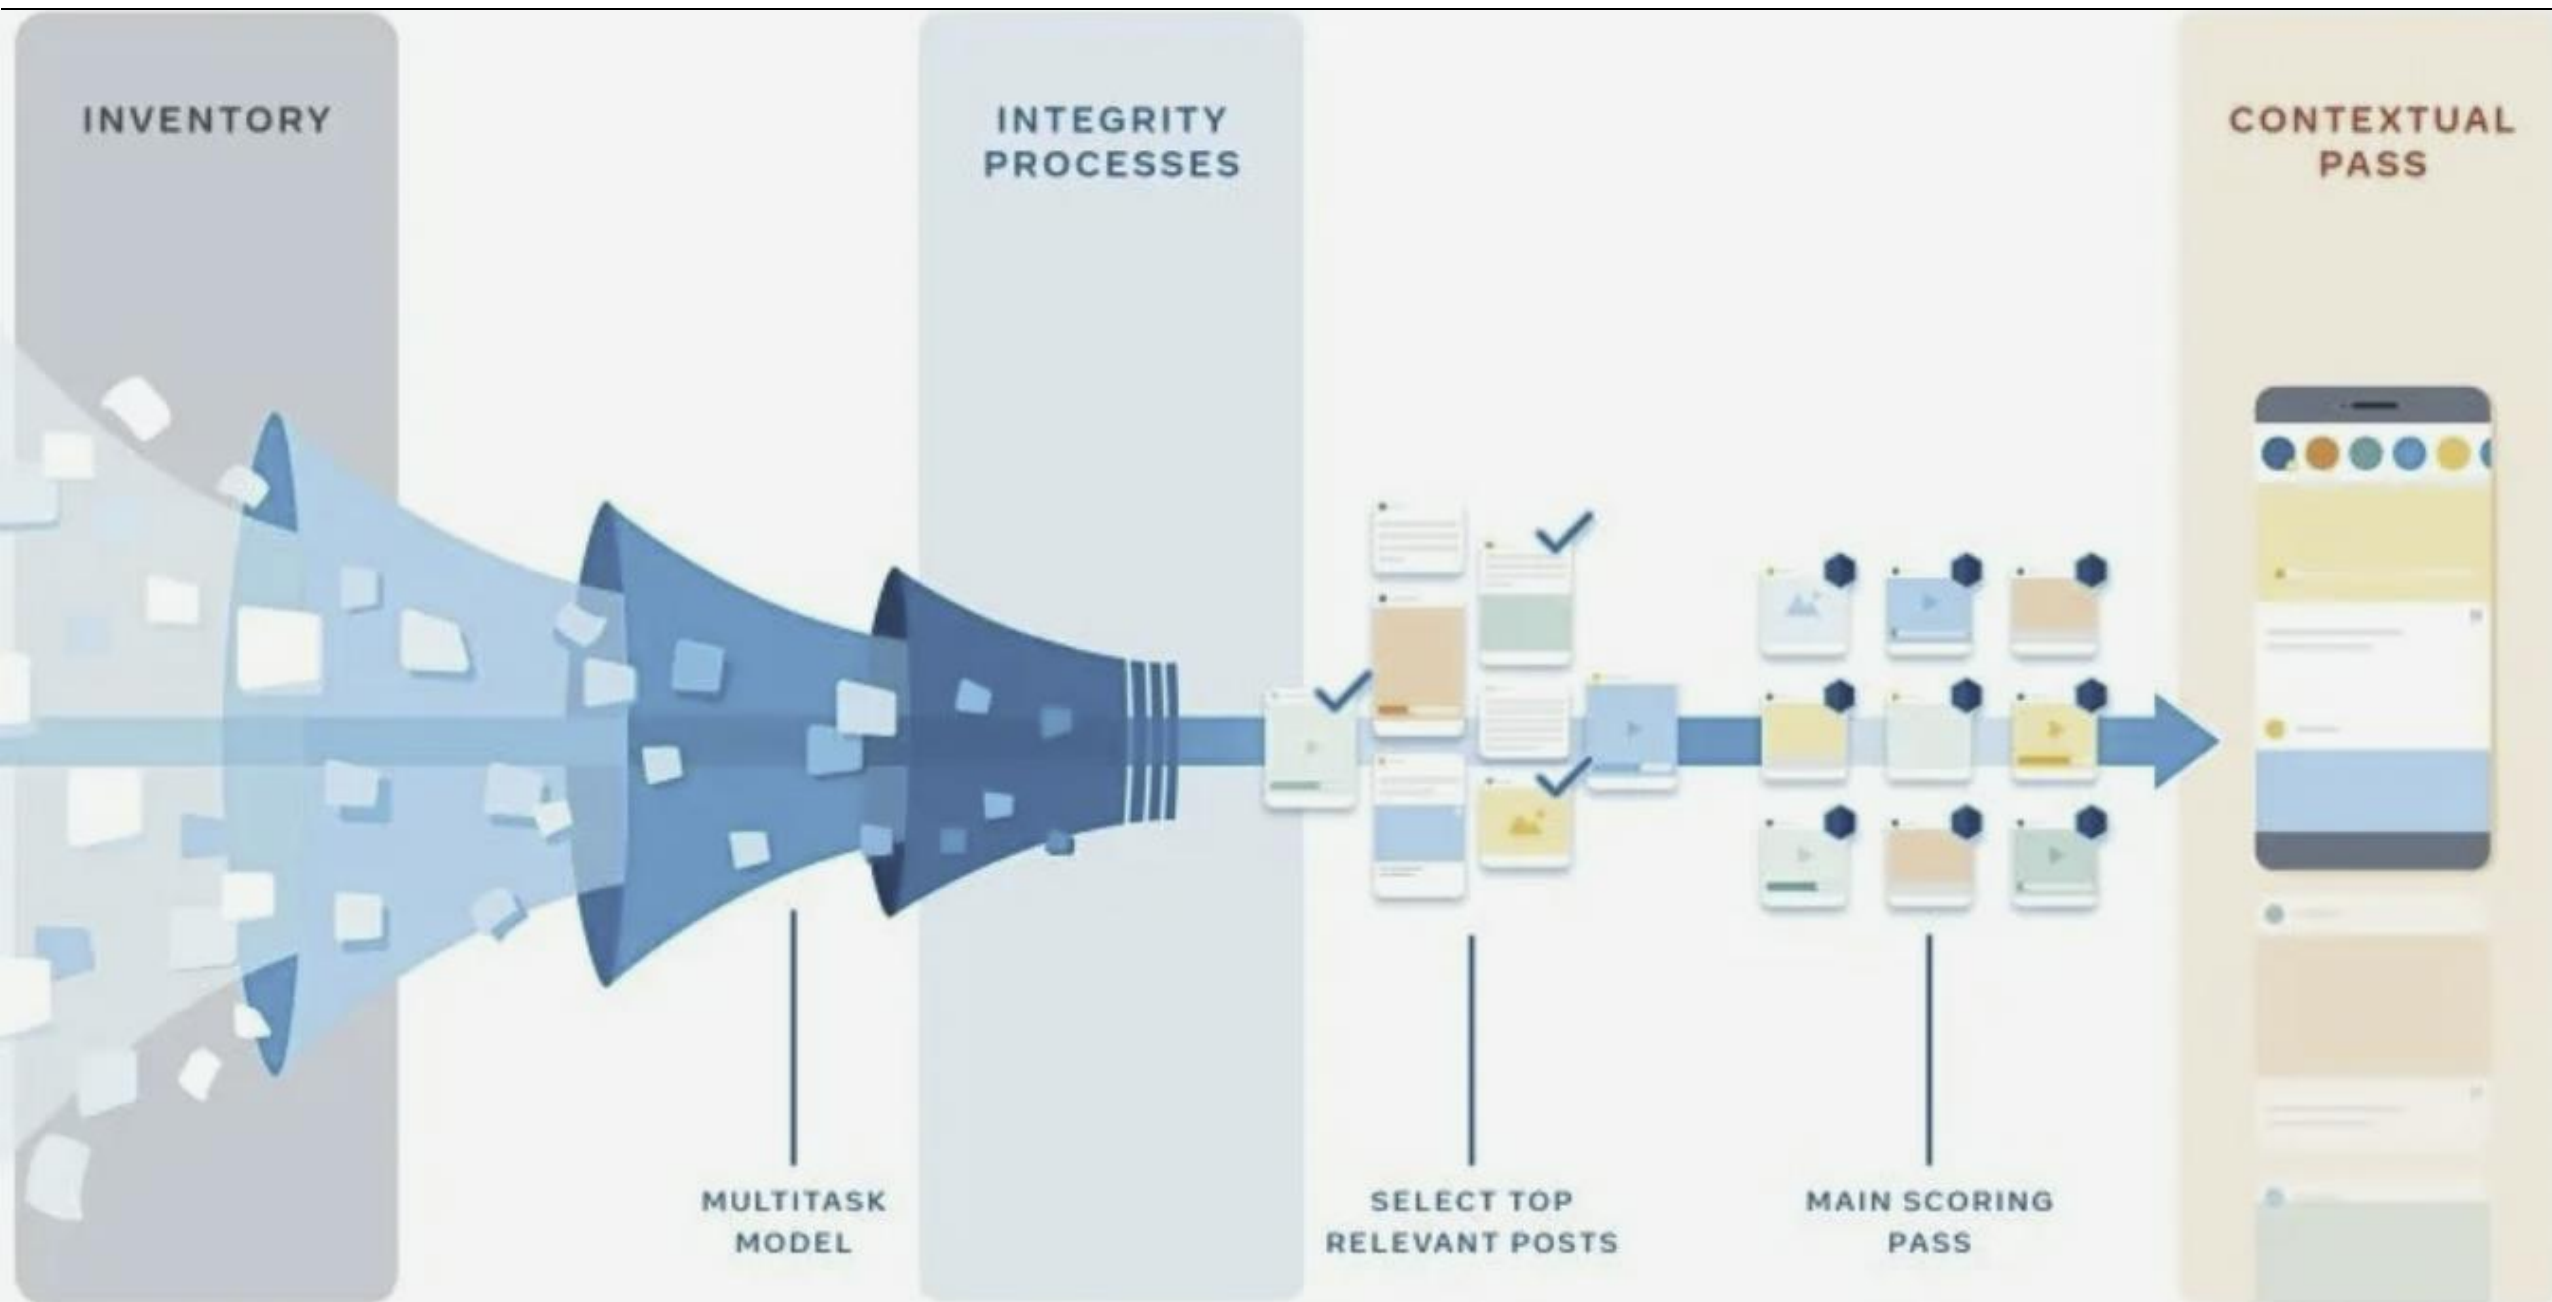 INVENTORY
INTEGRITY
PROCESSES
CONTEXTUAL
PASS
MULTITASK
MODEL
SELECT TOP
RELEVANT POSTS
MAIN SCORING
PASS